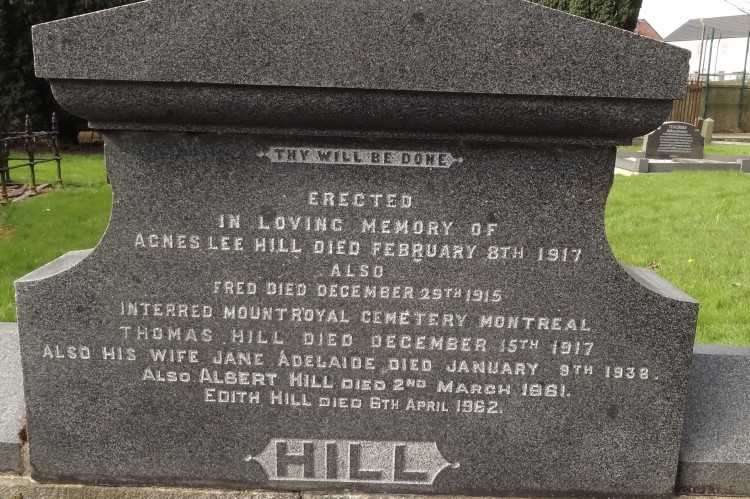 THY WILL BE DONE
ERECTED
IN LOVING MEMORY OF
AGNES LEE HILL DIED FEBRUARY 8TH 1917
ALSO
FRED DIED DECEMBER 29TH 1915
INTERRED MOUNTROYAL CEMETERY MONTREAL
THOMAS HILL DIED DECEMBER 15TH 1917
ALSO HIS WIFE JANE ADELAIDE DIED JANUARY 9TH 1938.
ALSO ALBERT HILL DIED 2ND MARCH 1961.
EDITH HILL DIED 6TH APRIL 1962.
HILL